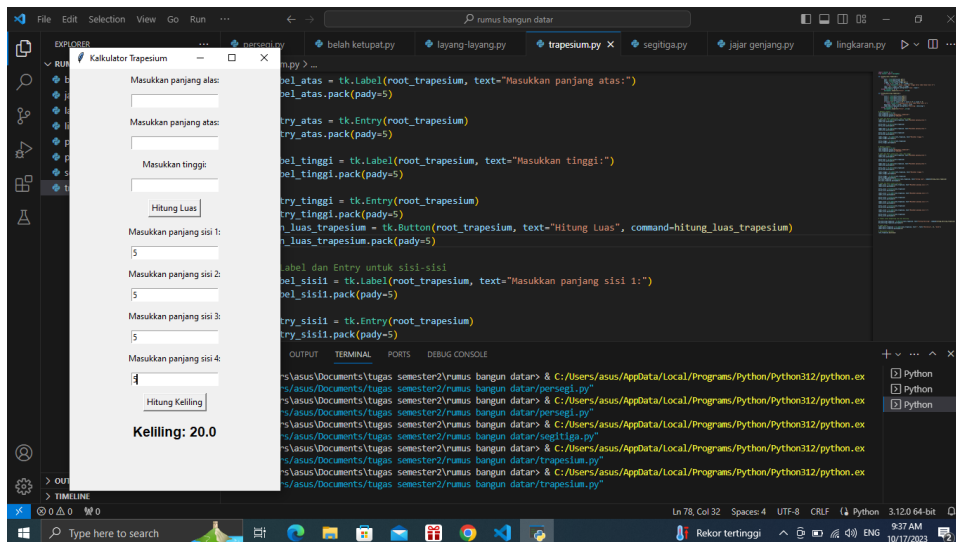 File Edit Selection View Go Run ··· rumus bangun datar
EXPLORER ···
persegi.py belah ketupat.py layang-layang.py trapesium.py segitiga.py jajar genjang.py lingkaran.py
Kalkulator Trapesium
Masukkan panjang alas:
Masukkan panjang atas:
Masukkan tinggi:
Hitung Luas
Masukkan panjang sisi 1:
5
Masukkan panjang sisi 2:
5
Masukkan panjang sisi 3:
5
Masukkan panjang sisi 4:
5
Hitung Keliling
Keliling: 20.0
m.py > ...
bel_atas = tk.Label(root_trapesium, text="Masukkan panjang atas:")
bel_atas.pack(pady=5)
try_atas = tk.Entry(root_trapesium)
try_atas.pack(pady=5)
bel_tinggi = tk.Label(root_trapesium, text="Masukkan tinggi:")
bel_tinggi.pack(pady=5)
try_tinggi = tk.Entry(root_trapesium)
try_tinggi.pack(pady=5)
n_luas_trapesium = tk.Button(root_trapesium, text="Hitung Luas", command=hitung_luas_trapesium)
n_luas_trapesium.pack(pady=5)
Label dan Entry untuk sisi-sisi
bel_sisi1 = tk.Label(root_trapesium, text="Masukkan panjang sisi 1:")
bel_sisi1.pack(pady=5)
try_sisi1 = tk.Entry(root_trapesium)
try_sisi1.pack(pady=5)
OUTPUT TERMINAL PORTS DEBUG CONSOLE
rs\asus\Documents\tugas semester2\rumus bangun datar> & C:/Users/asus/AppData/Local/Programs/Python/Python312/python.ex
rs/asus/Documents/tugas semester2/rumus bangun datar/persegi.py"
rs\asus\Documents\tugas semester2\rumus bangun datar> & C:/Users/asus/AppData/Local/Programs/Python/Python312/python.ex
rs/asus/Documents/tugas semester2/rumus bangun datar/persegi.py"
rs\asus\Documents\tugas semester2\rumus bangun datar> & C:/Users/asus/AppData/Local/Programs/Python/Python312/python.ex
rs/asus/Documents/tugas semester2/rumus bangun datar/segitiga.py"
rs\asus\Documents\tugas semester2\rumus bangun datar> & C:/Users/asus/AppData/Local/Programs/Python/Python312/python.ex
rs/asus/Documents/tugas semester2/rumus bangun datar/trapesium.py"
rs\asus\Documents\tugas semester2\rumus bangun datar> & C:/Users/asus/AppData/Local/Programs/Python/Python312/python.ex
rs/asus/Documents/tugas semester2/rumus bangun datar/trapesium.py"
Python
Python
Python
> OUT
> TIMELINE
0 0 0 Ln 78, Col 32 Spaces: 4 UTF-8 CRLF Python 3.12.0 64-bit
Type here to search Rekor tertinggi ENG 9:37 AM
10/17/2023 2